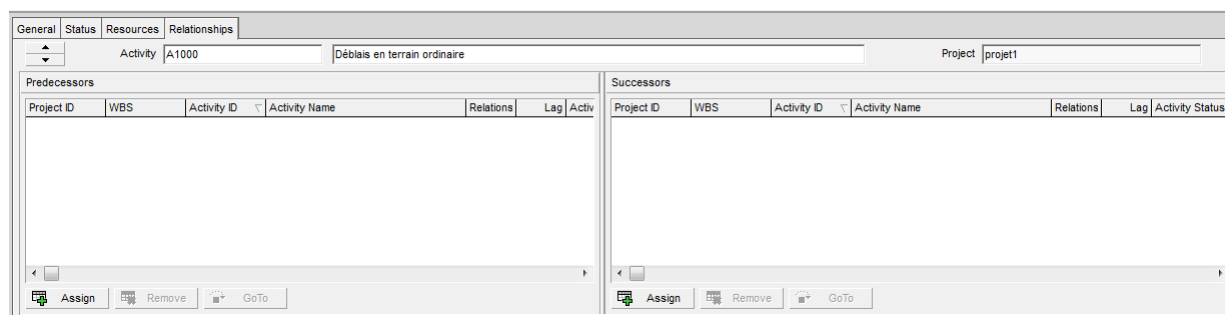 General Status Resources Relationships
Activity A1000 Déblais en terrain ordinaire Project projet1
Predecessors Successors
Project ID WBS Activity ID Activity Name Relations Lag Activ Project ID WBS Activity ID Activity Name Relations Lag Activity Status
Assign Remove GoTo Assign Remove GoTo